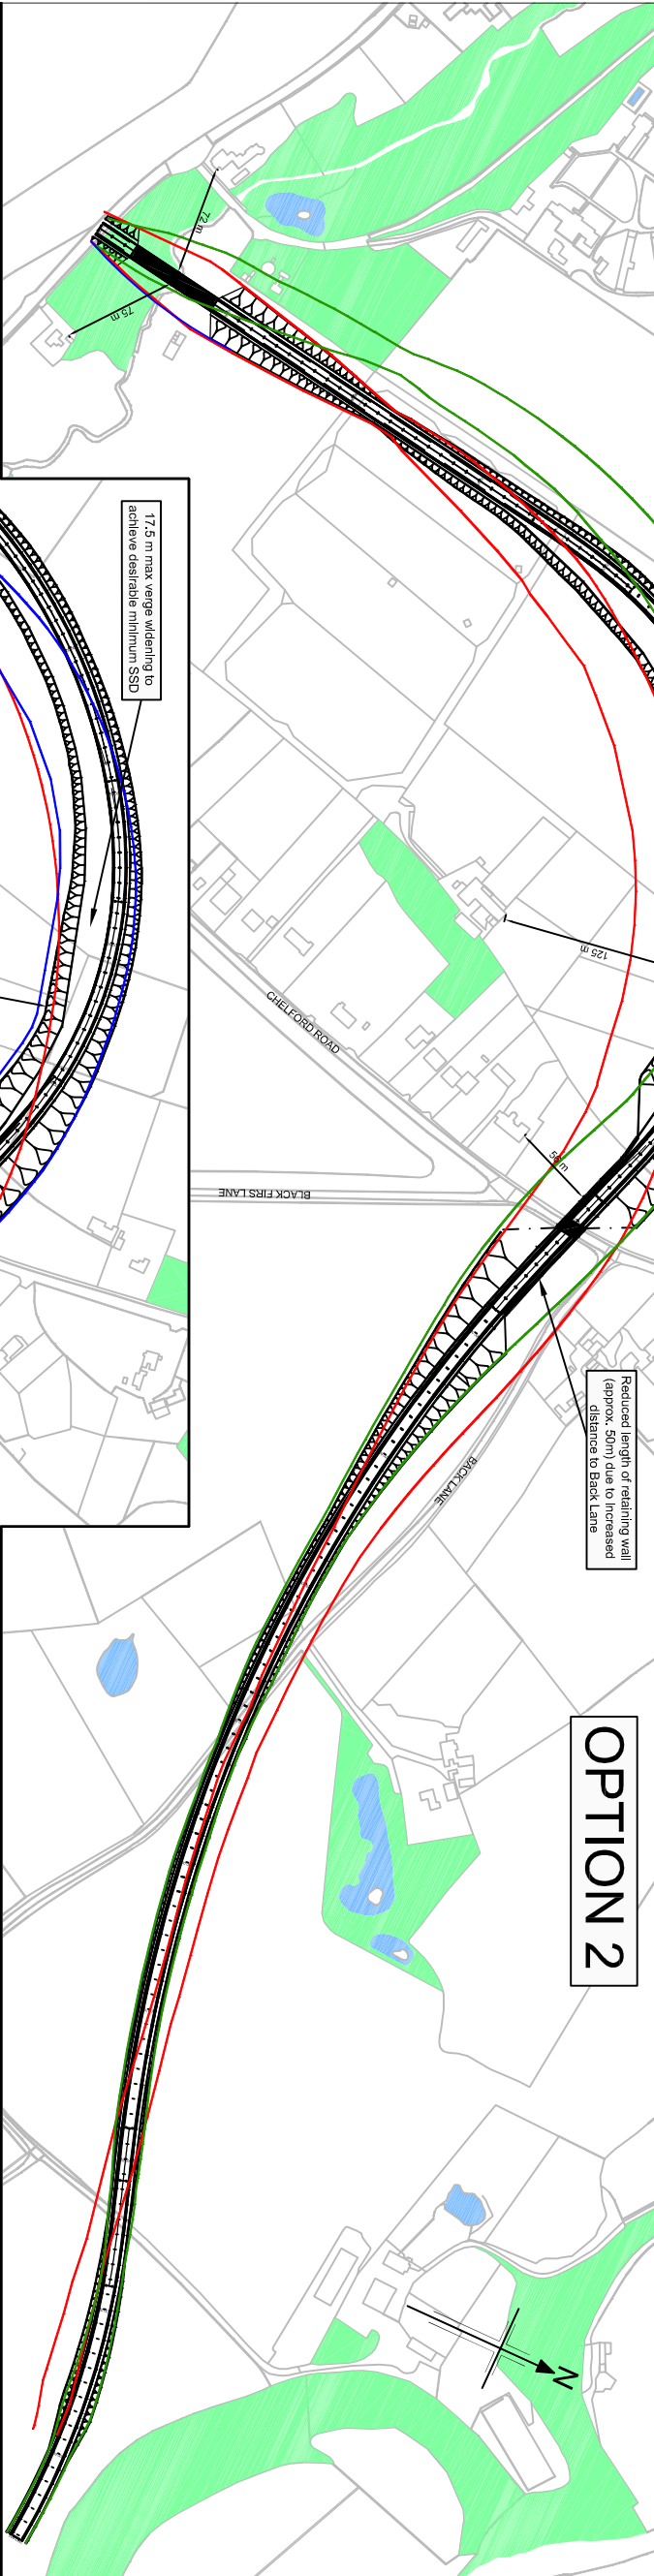 72 m
75 m
17.5 m max verge widening to
achieve desirable minimum SSD
125 m
CHELFORD ROAD
56 m
BLACK FIRS LANE
Reduced length of retaining wall
(approx. 50m) due to increased
distance to Back Lane
BACK LANE
OPTION 2
N